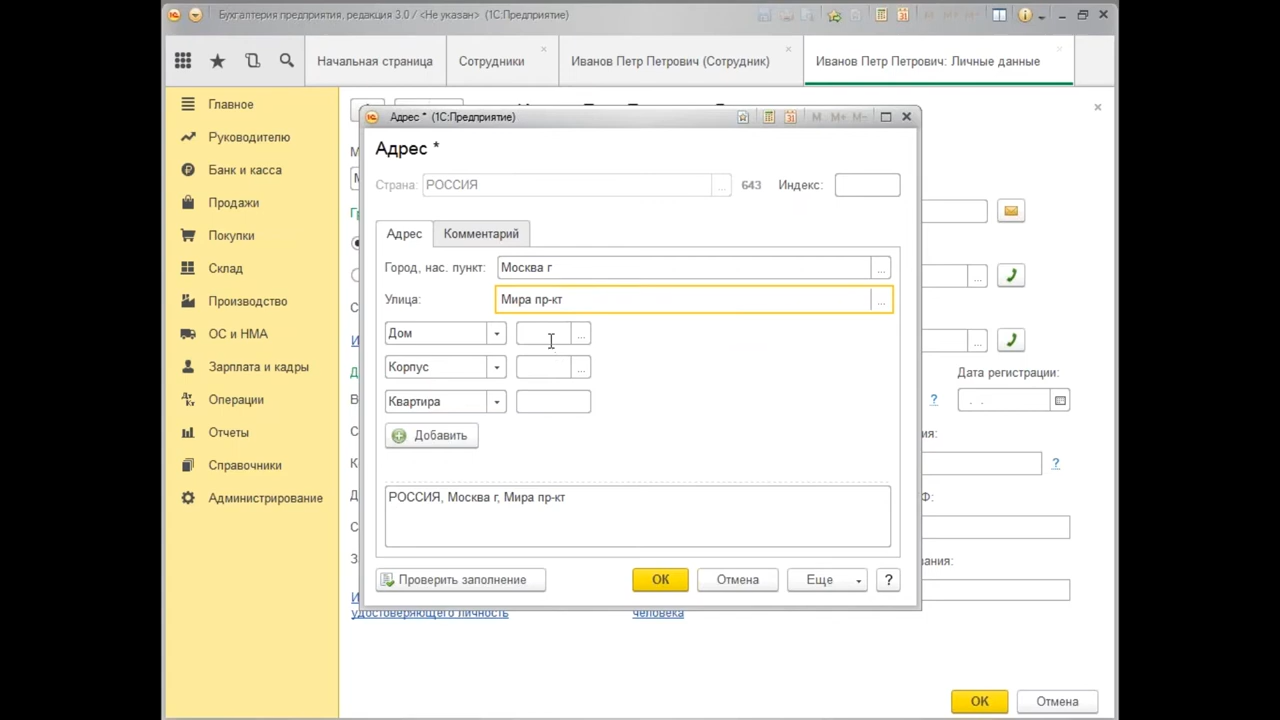 Бухгалтерия предприятия, редакция 3.0 / <Не указан> (1С:Предприятие)
Начальная страница
Сотрудники
Иванов Петр Петрович (Сотрудник)
Иванов Петр Петрович: Личные данные
Главное
Руководителю
Банк и касса
Продажи
Покупки
Склад
Производство
ОС и НМА
Зарплата и кадры
Операции
Отчеты
Справочники
Администрирование
Адрес * (1С:Предприятие)
M M+ M-
Адрес *
Страна: РОССИЯ ... 643 Индекс:
Адрес Комментарий
Город, нас. пункт: Москва г ...
Улица: Мира пр-кт ...
Дом ...
Корпус ...
Квартира
Добавить
РОССИЯ, Москва г, Мира пр-кт
Проверить заполнение OK Отмена Еще ?
Дата регистрации:
? . .
?
удостоверяющего личность
человека
OK Отмена